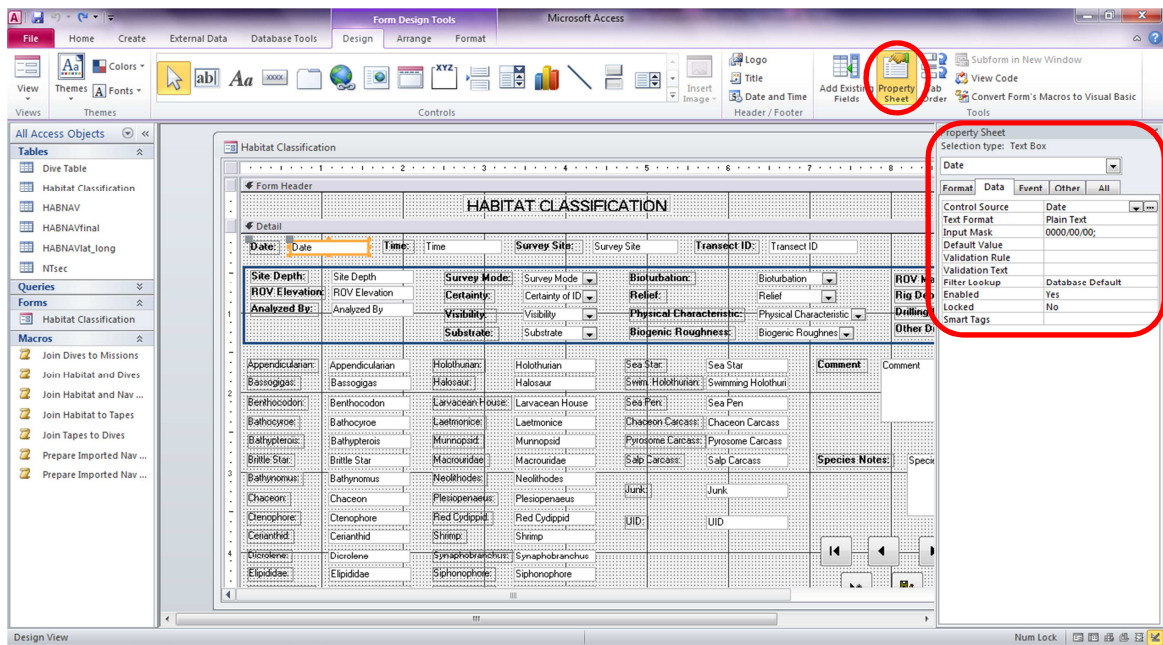 Form Design Tools Microsoft Access
File Home Create External Data Database Tools Design Arrange Format
View Themes Colors Fonts
Aa xxxx XYZ Insert Image
Logo
Title
Date and Time
Add Existing Fields Property Sheet Tab Order
Subform in New Window
View Code
Convert Form's Macros to Visual Basic
Views Themes Controls Header / Footer Tools
All Access Objects
Tables
Dive Table
Habitat Classification
HABNAV
HABNAVfinal
HABNAVlat_long
NTsec
Queries
Forms
Habitat Classification
Macros
Join Dives to Missions
Join Habitat and Dives
Join Habitat and Nav ...
Join Habitat to Tapes
Join Tapes to Dives
Prepare Imported Nav ...
Prepare Imported Nav ...
Habitat Classification
1 2 3 4 5 6 7 8
Form Header
HABITAT CLASSIFICATION
Detail
Date: Date Time: Time Survey Site: Survey Site Transect ID: Transect ID
Site Depth: Site Depth Survey Mode: Survey Mode Bioturbation: Bioturbation
ROV Elevation: ROV Elevation Certainty: Certainty of ID Relief: Relief
Analyzed By: Analyzed By Visibility: Visibility Physical Characteristic: Physical Characteristic
Substrate: Substrate Biogenic Roughness: Biogenic Roughnes
Appendicularian: Appendicularian Holothurian: Holothurian Sea Star: Sea Star Comment Comment
Bassogigas: Bassogigas Halosaur: Halosaur Swim. Holothurian: Swimming Holothuri
Benthocodon: Benthocodon Larvacean House: Larvacean House Sea Pen: Sea Pen
Bathocyroe: Bathocyroe Laetmonice: Laetmonice Chaceon Carcass: Chaceon Carcass
Bathypterois: Bathypterois Munnopsid: Munnopsid Pyrosome Carcass: Pyrosome Carcass
Brittle Star: Brittle Star Macrouridae: Macrouridae Salp Carcass: Salp Carcass Species Notes:
Bathynomus: Bathynomus Neolithodes: Neolithodes
Chaceon: Chaceon Plesiopenaeus: Plesiopenaeus Junk: Junk
Ctenophore: Ctenophore Red Cydippid: Red Cydippid UID: UID
Cerianthid: Cerianthid Shrimp: Shrimp
Dicrolene: Dicrolene Synaphobranchus: Synaphobranchus
Elipididae: Elipididae Siphonophore: Siphonophore
Property Sheet
Selection type: Text Box
Date
Format Data Event Other All
Control Source Date
Text Format Plain Text
Input Mask 0000/00/00;
Default Value
Validation Rule
Validation Text
Filter Lookup Database Default
Enabled Yes
Locked No
Smart Tags
Design View Num Lock